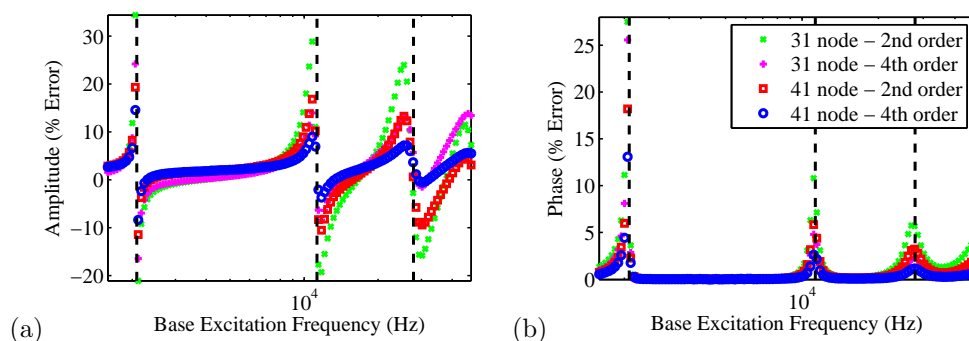 (a)
Amplitude (% Error)
30
20
10
0
−10
−20
10^4
Base Excitation Frequency (Hz)
(b)
Phase (% Error)
25
20
15
10
5
0
10^4
Base Excitation Frequency (Hz)
31 node – 2nd order
31 node – 4th order
41 node – 2nd order
41 node – 4th order